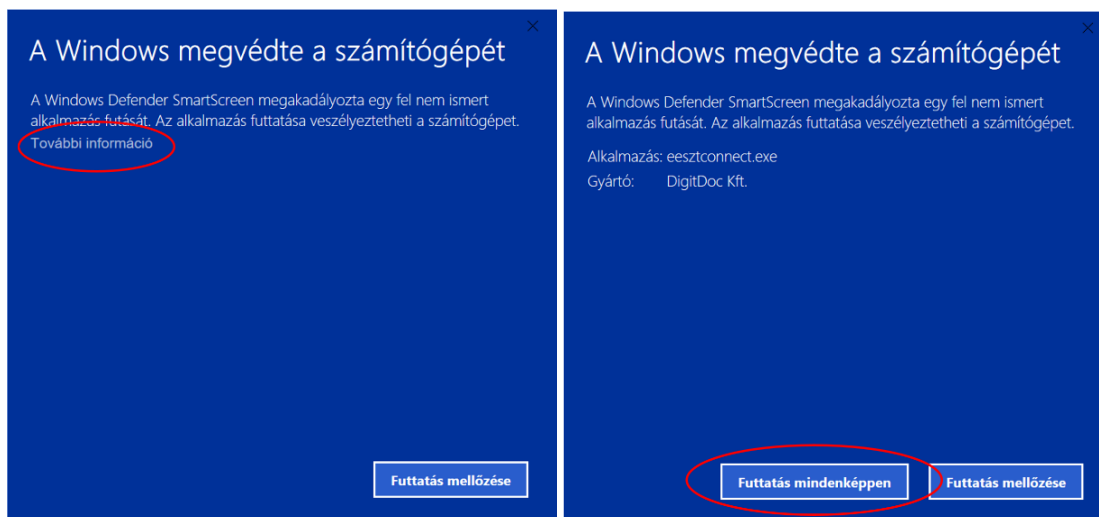 A Windows megvédte a számítógépét
A Windows Defender SmartScreen megakadályozta egy fel nem ismert
alkalmazás futását. Az alkalmazás futtatása veszélyeztetheti a számítógépet.
További információ
Futtatás mellőzése
A Windows megvédte a számítógépét
A Windows Defender SmartScreen megakadályozta egy fel nem ismert
alkalmazás futását. Az alkalmazás futtatása veszélyeztetheti a számítógépet.
Alkalmazás: eesztconnect.exe
Gyártó: DigitDoc Kft.
Futtatás mindenképpen Futtatás mellőzése